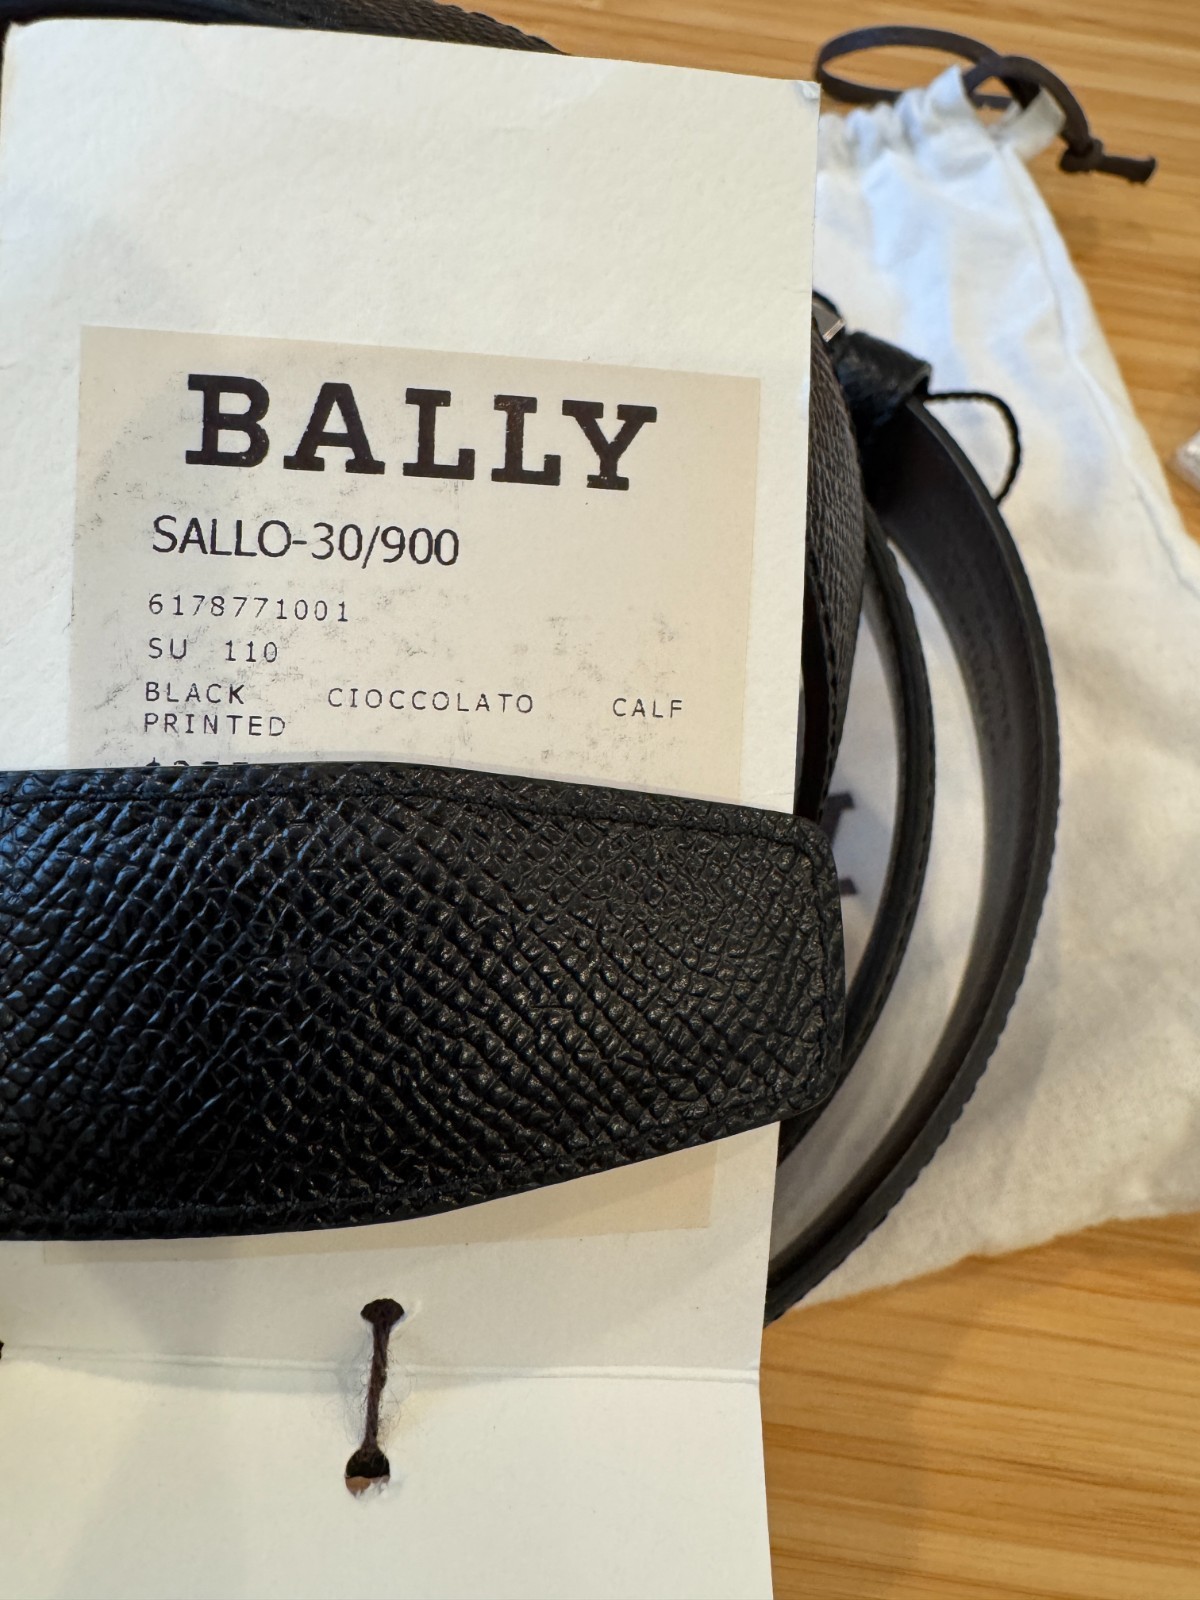 BALLY
SALLO-30/900
6178771001
SU 110
BLACK CIOCCOLATO CALF
PRINTED